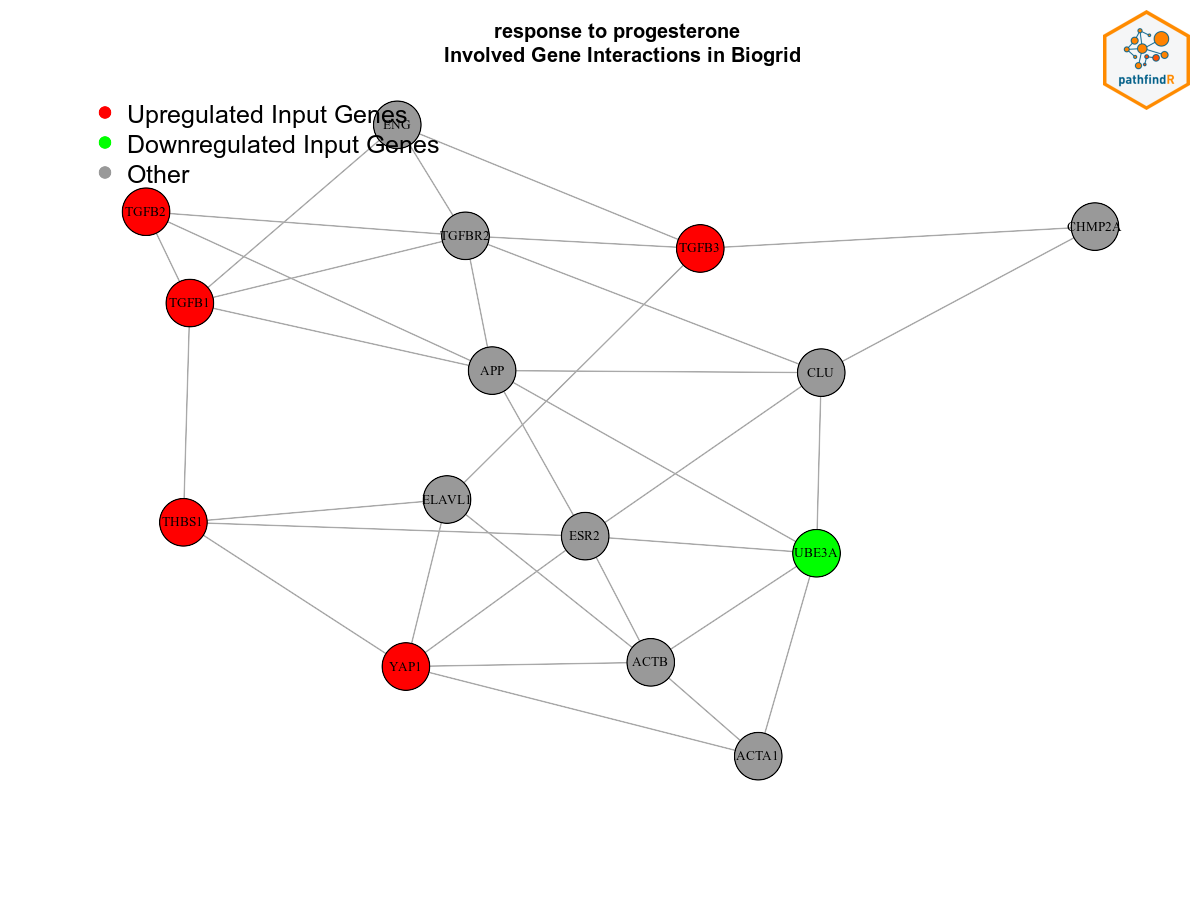 response to progesterone
Involved Gene Interactions in Biogrid
pathfindR
Upregulated Input Genes
Downregulated Input Genes
Other
ENG
TGFB2
TGFBR2
TGFB3
CHMP2A
TGFB1
APP
CLU
ELAVL1
THBS1
ESR2
UBE3A
YAP1
ACTB
ACTA1